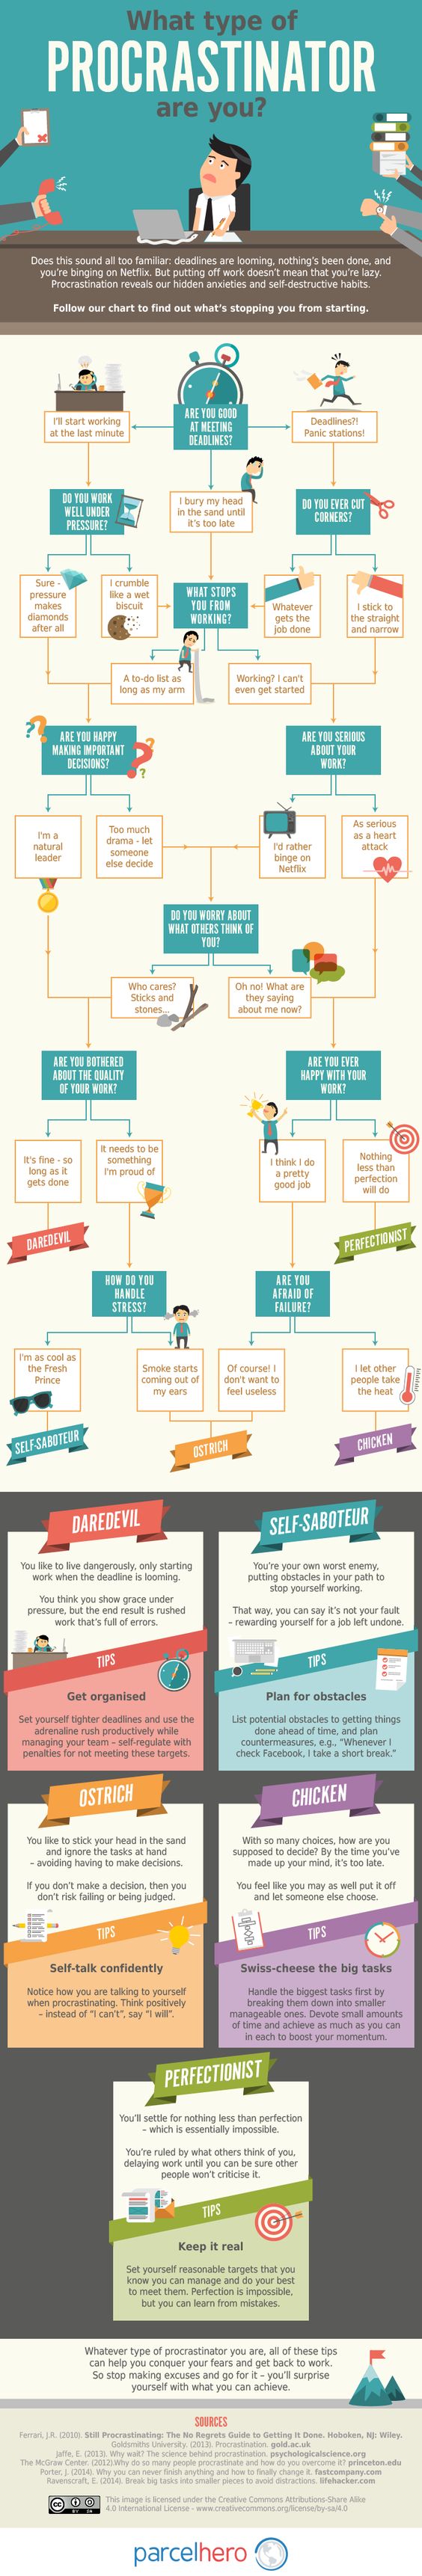 What type of
PROCRASTINATOR
are you?
Does this sound all too familiar: deadlines are looming, nothing's been done, and
you're binging on Netflix. But putting off work doesn't mean that you're lazy.
Procrastination reveals our hidden anxieties and self-destructive habits.
Follow our chart to find out what's stopping you from starting.
ARE YOU GOOD
AT MEETING
DEADLINES?
I'll start working
at the last minute
Deadlines?!
Panic stations!
I bury my head
in the sand until
it's too late
DO YOU WORK
WELL UNDER
PRESSURE?
DO YOU EVER CUT
CORNERS?
Sure -
pressure
makes
diamonds
after all
I crumble
like a wet
biscuit
WHAT STOPS
YOU FROM
WORKING?
Whatever
gets the
job done
I stick to
the straight
and narrow
A to-do list as
long as my arm
Working? I can't
even get started
ARE YOU HAPPY
MAKING IMPORTANT
DECISIONS?
ARE YOU SERIOUS
ABOUT YOUR
WORK?
I'm a
natural
leader
Too much
drama - let
someone
else decide
I'd rather
binge on
Netflix
As serious
as a heart
attack
DO YOU WORRY ABOUT
WHAT OTHERS THINK OF
YOU?
Who cares?
Sticks and
stones...
Oh no! What are
they saying
about me now?
ARE YOU BOTHERED
ABOUT THE QUALITY
OF YOUR WORK?
ARE YOU EVER
HAPPY WITH YOUR
WORK?
It's fine - so
long as it
gets done
It needs to be
something
I'm proud of
I think I do
a pretty
good job
Nothing
less than
perfection
will do
DAREDEVIL
PERFECTIONIST
HOW DO YOU
HANDLE
STRESS?
ARE YOU
AFRAID OF
FAILURE?
I'm as cool as
the Fresh
Prince
Smoke starts
coming out of
my ears
Of course! I
don't want to
feel useless
I let other
people take
the heat
SELF-SABOTEUR
OSTRICH
CHICKEN
DAREDEVIL
You like to live dangerously, only starting
work when the deadline is looming.
You think you show grace under
pressure, but the end result is rushed
work that's full of errors.
TIPS
Get organised
Set yourself tighter deadlines and use the
adrenaline rush productively while
managing your team – self-regulate with
penalties for not meeting these targets.
SELF-SABOTEUR
You're your own worst enemy,
putting obstacles in your path to
stop yourself working.
That way, you can say it's not your fault
– rewarding yourself for a job left undone.
TIPS
Plan for obstacles
List potential obstacles to getting things
done ahead of time, and plan
countermeasures, e.g., "Whenever I
check Facebook, I take a short break."
OSTRICH
You like to stick your head in the sand
and ignore the tasks at hand
– avoiding having to make decisions.
If you don't make a decision, then you
don't risk failing or being judged.
TIPS
Self-talk confidently
Notice how you are talking to yourself
when procrastinating. Think positively
– instead of "I can't", say "I will".
CHICKEN
With so many choices, how are you
supposed to decide? By the time you've
made up your mind, it's too late.
You feel like you may as well put it off
and let someone else choose.
TIPS
Swiss-cheese the big tasks
Handle the biggest tasks first by
breaking them down into smaller
manageable ones. Devote small amounts
of time and achieve as much as you can
in each to boost your momentum.
PERFECTIONIST
You'll settle for nothing less than perfection
– which is essentially impossible.
You're ruled by what others think of you,
delaying work until you can be sure other
people won't criticise it.
TIPS
Keep it real
Set yourself reasonable targets that you
know you can manage and do your best
to meet them. Perfection is impossible,
but you can learn from mistakes.
Whatever type of procrastinator you are, all of these tips
can help you conquer your fears and get back to work.
So stop making excuses and go for it – you'll surprise
yourself with what you can achieve.
SOURCES
Ferrari, J.R. (2010). Still Procrastinating: The No Regrets Guide to Getting It Done. Hoboken, NJ: Wiley.
Goldsmiths University. (2013). Procrastination. gold.ac.uk
Jaffe, E. (2013). Why wait? The science behind procrastination. psychologicalscience.org
The McGraw Center. (2012).Why do so many people procrastinate and how do you overcome it? princeton.edu
Porter, J. (2014). Why you can never finish anything and how to finally change it. fastcompany.com
Ravenscraft, E. (2014). Break big tasks into smaller pieces to avoid distractions. lifehacker.com
cc BY SA
This image is licensed under the Creative Commons Attributions-Share Alike
4.0 International License - www.creativecommons.org/license/by-sa/4.0
parcelhero